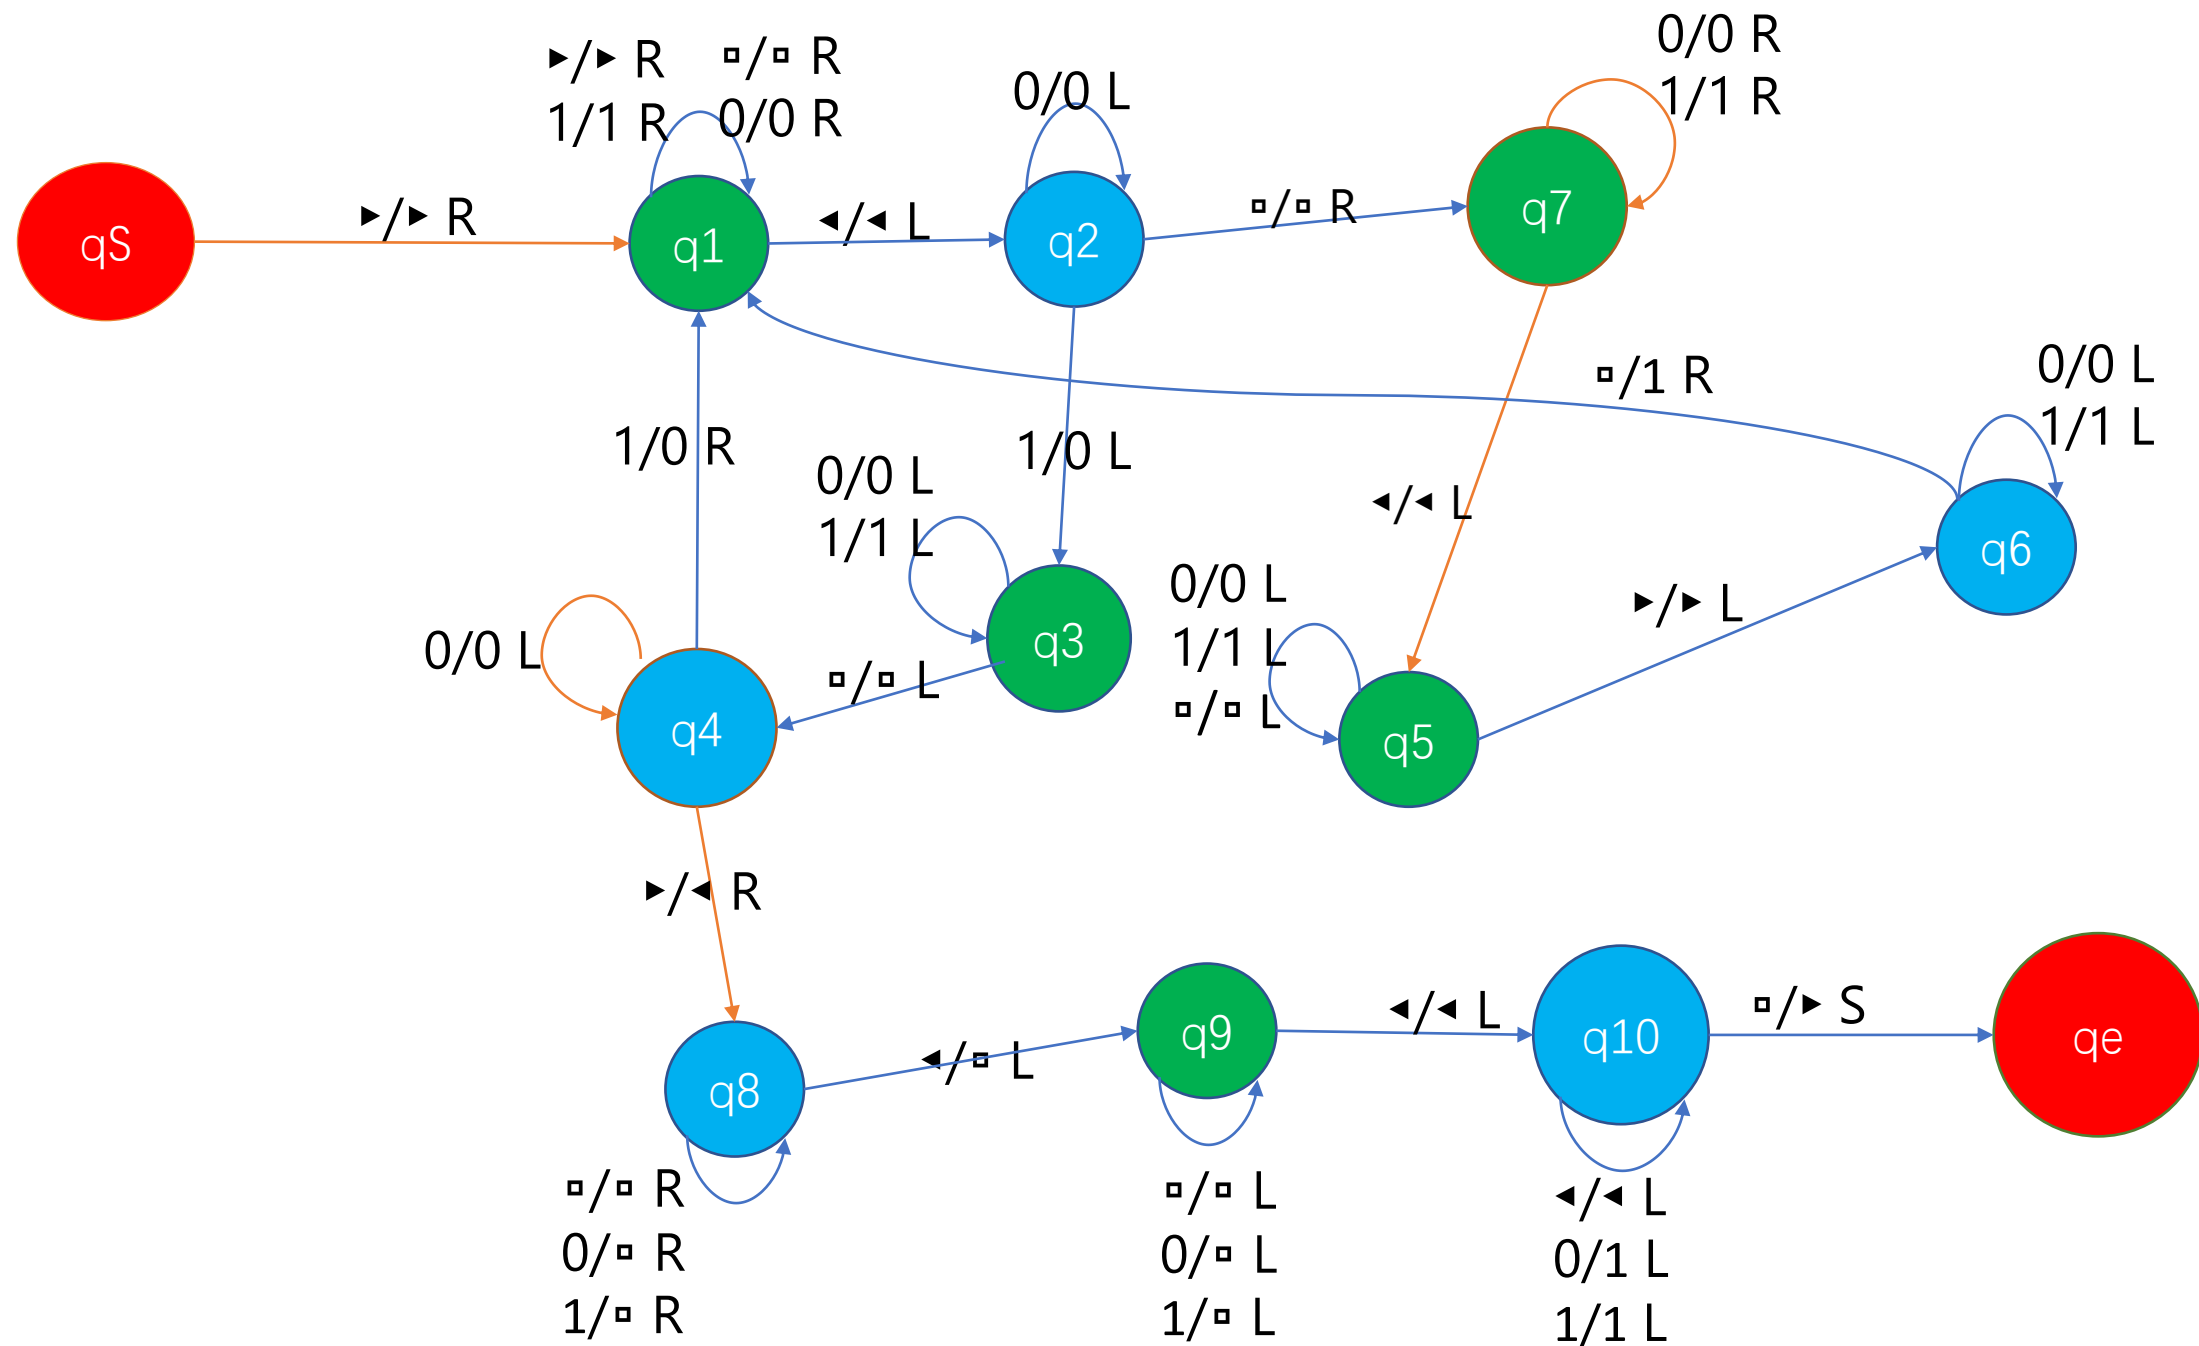 0/0 R
1/1 R
►/► R
1/1 R
▫/▫ R
0/0 R
0/0 L
qS
►/► R
q1
◄/◄ L
q2
▫/▫ R
q7
▫/1 R
0/0 L
1/1 L
1/0 R
1/0 L
0/0 L
1/1 L
◄/◄ L
q6
0/0 L
1/1 L
▫/▫ L
►/► L
0/0 L
q3
▫/▫ L
q4
q5
►/◄ R
q8
◄/▫ L
q9
◄/◄ L
q10
▫/► S
qe
▫/▫ R
0/▫ R
1/▫ R
▫/▫ L
0/▫ L
1/▫ L
◄/◄ L
0/1 L
1/1 L